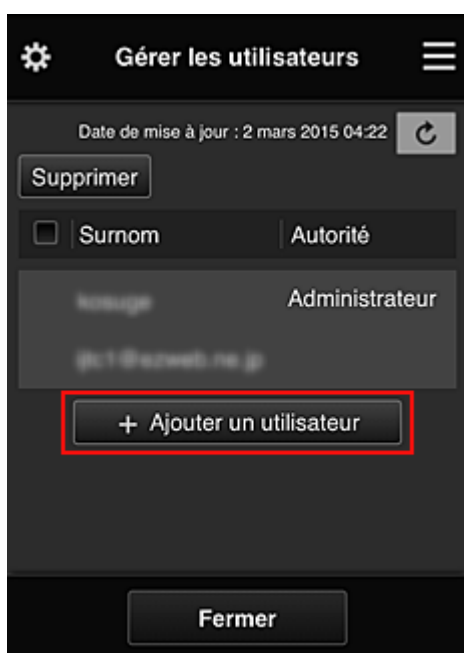 Gérer les utilisateurs
Date de mise à jour : 2 mars 2015 04:22
Supprimer
Surnom Autorité
Administrateur
+ Ajouter un utilisateur
Fermer